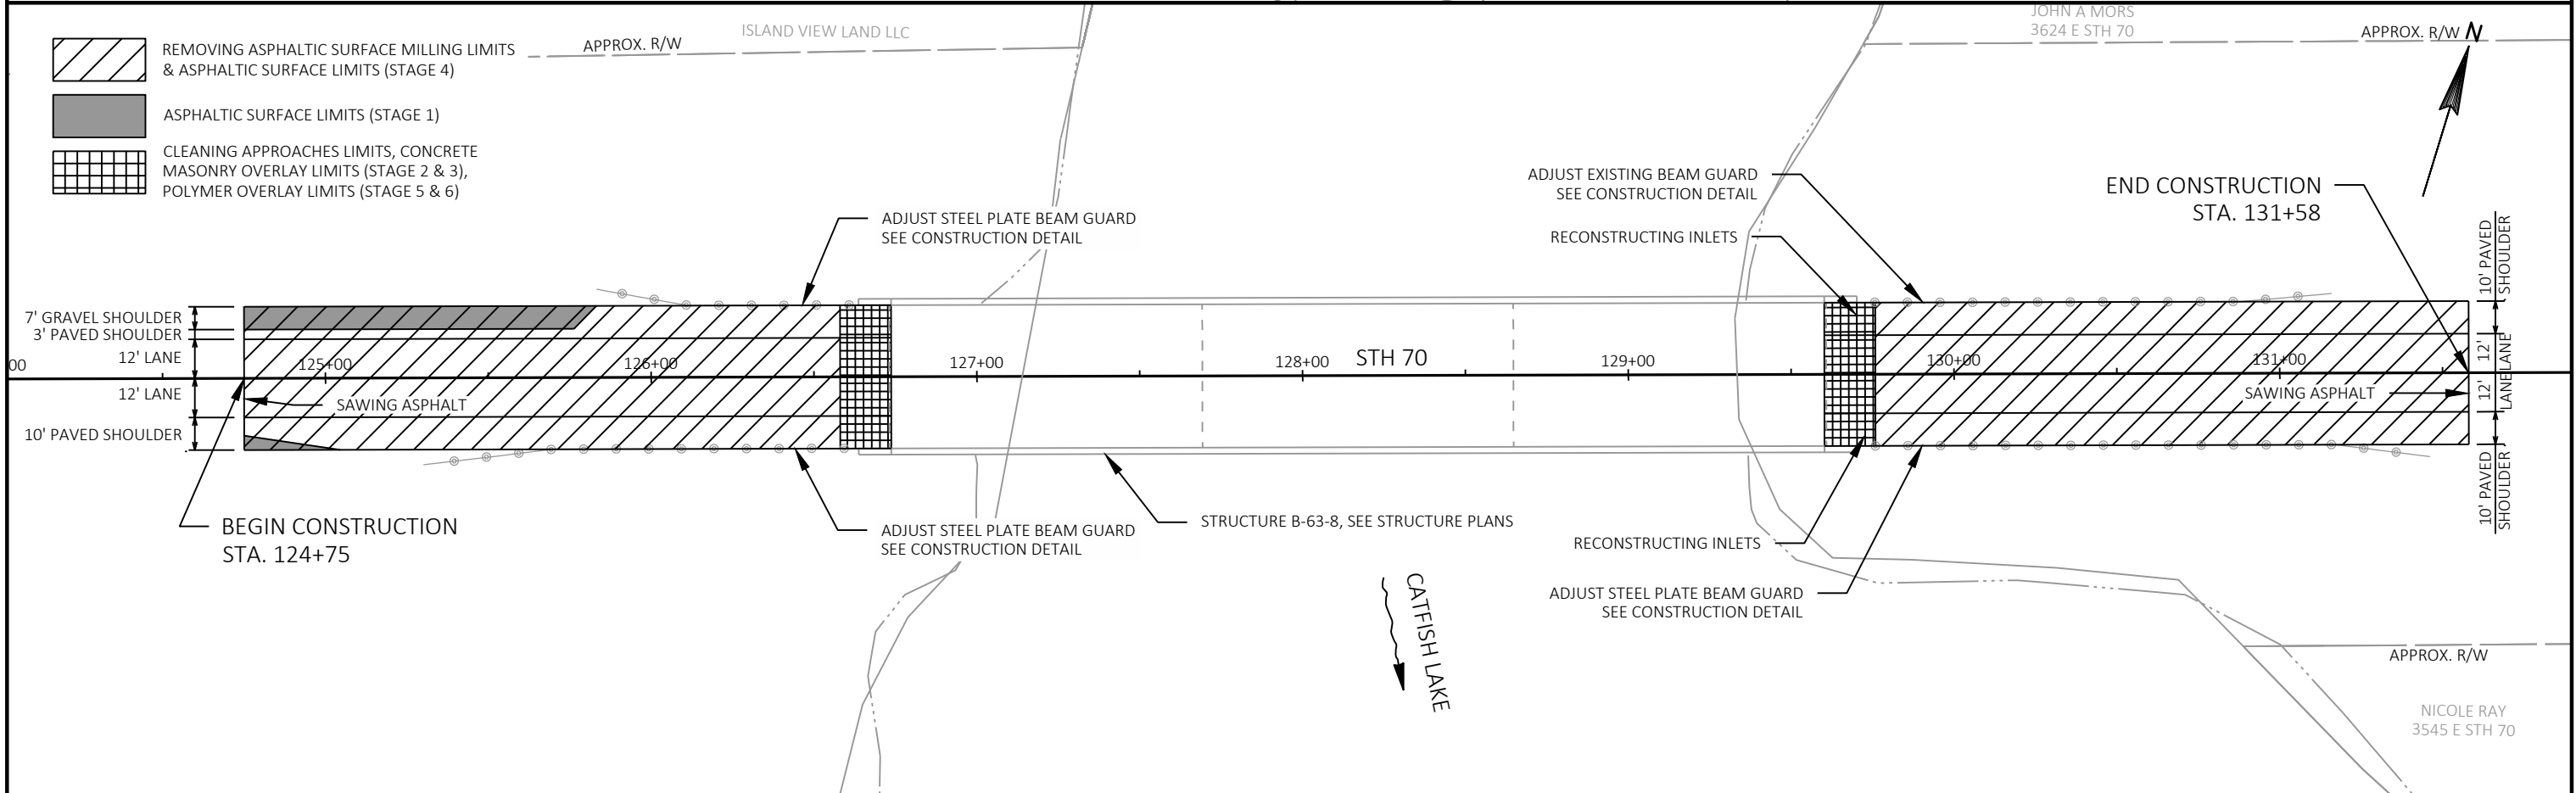 REMOVING ASPHALTIC SURFACE MILLING LIMITS
& ASPHALTIC SURFACE LIMITS (STAGE 4)
ASPHALTIC SURFACE LIMITS (STAGE 1)
CLEANING APPROACHES LIMITS, CONCRETE
MASONRY OVERLAY LIMITS (STAGE 2 & 3),
POLYMER OVERLAY LIMITS (STAGE 5 & 6)
APPROX. R/W
ISLAND VIEW LAND LLC
JOHN A MORS
3624 E STH 70
APPROX. R/W
N
ADJUST STEEL PLATE BEAM GUARD
SEE CONSTRUCTION DETAIL
ADJUST EXISTING BEAM GUARD
SEE CONSTRUCTION DETAIL
RECONSTRUCTING INLETS
END CONSTRUCTION
STA. 131+58
10' PAVED
SHOULDER
7' GRAVEL SHOULDER
3' PAVED SHOULDER
12' LANE
12' LANE
10' PAVED SHOULDER
00
125+00
126+00
127+00
128+00
STH 70
129+00
130+00
131+00
12'
LANE
12'
LANE
SAWING ASPHALT
SAWING ASPHALT
10' PAVED
SHOULDER
BEGIN CONSTRUCTION
STA. 124+75
ADJUST STEEL PLATE BEAM GUARD
SEE CONSTRUCTION DETAIL
STRUCTURE B-63-8, SEE STRUCTURE PLANS
RECONSTRUCTING INLETS
ADJUST STEEL PLATE BEAM GUARD
SEE CONSTRUCTION DETAIL
CATFISH LAKE
APPROX. R/W
NICOLE RAY
3545 E STH 70